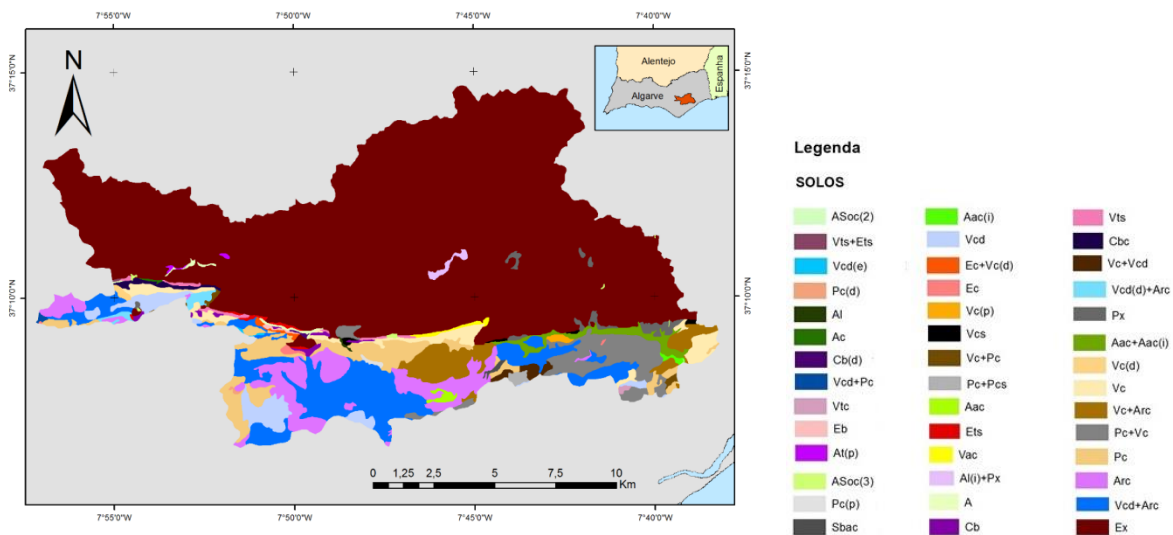 7°55'0"W 7°50'0"W 7°45'0"W 7°40'0"W
N
37°15'0"N
37°15'0"N
Alentejo
Algarve
Espanha
37°10'0"N
37°10'0"N
0 1,25 2,5 5 7,5 10
Km
7°55'0"W 7°50'0"W 7°45'0"W 7°40'0"W
Legenda
SOLOS
ASoc(2)
Vts+Ets
Vcd(e)
Pc(d)
Al
Ac
Cb(d)
Vcd+Pc
Vtc
Eb
At(p)
ASoc(3)
Pc(p)
Sbac
Aac(i)
Vcd
Ec+Vc(d)
Ec
Vc(p)
Vcs
Vc+Pc
Pc+Pcs
Aac
Ets
Vac
Al(i)+Px
A
Cb
Vts
Cbc
Vc+Vcd
Vcd(d)+Arc
Px
Aac+Aac(i)
Vc(d)
Vc
Vc+Arc
Pc+Vc
Pc
Arc
Vcd+Arc
Ex